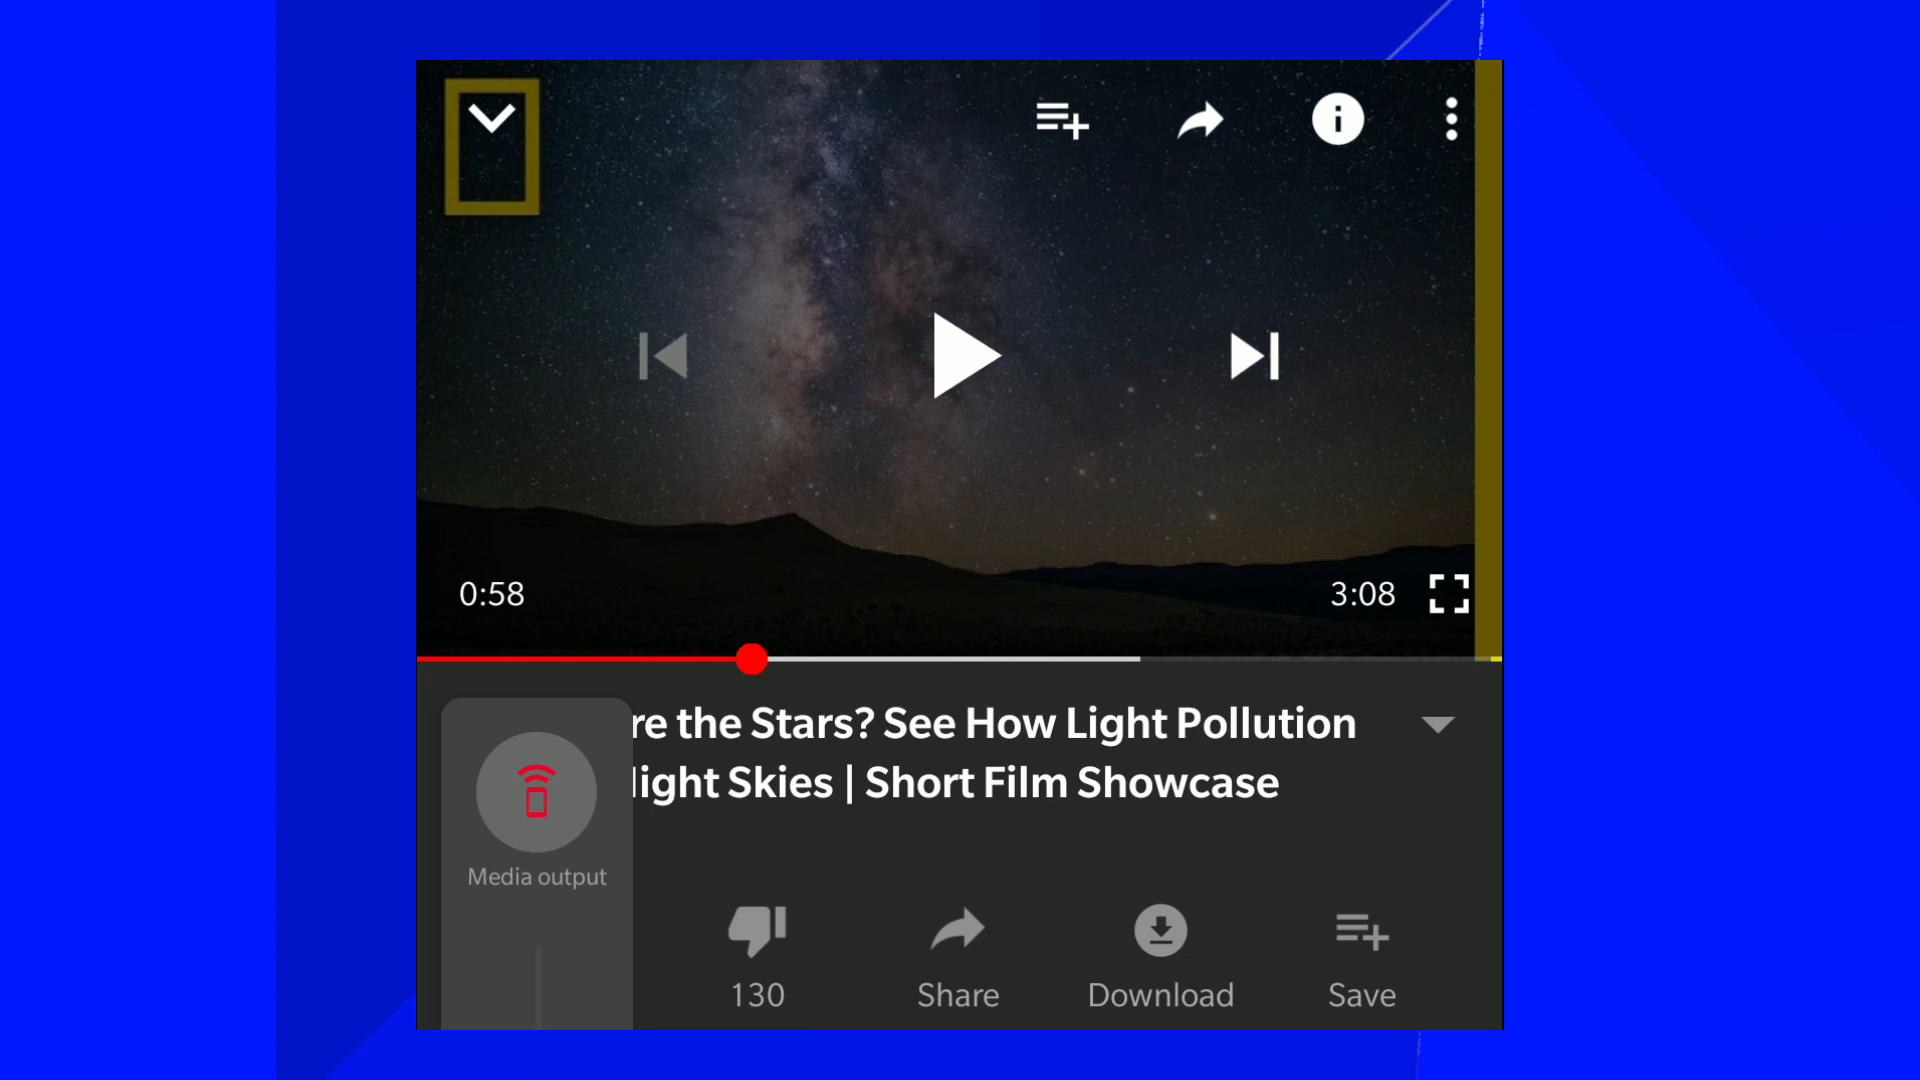 0:58
3:08
re the Stars? See How Light Pollution
light Skies | Short Film Showcase
Media output
130
Share
Download
Save